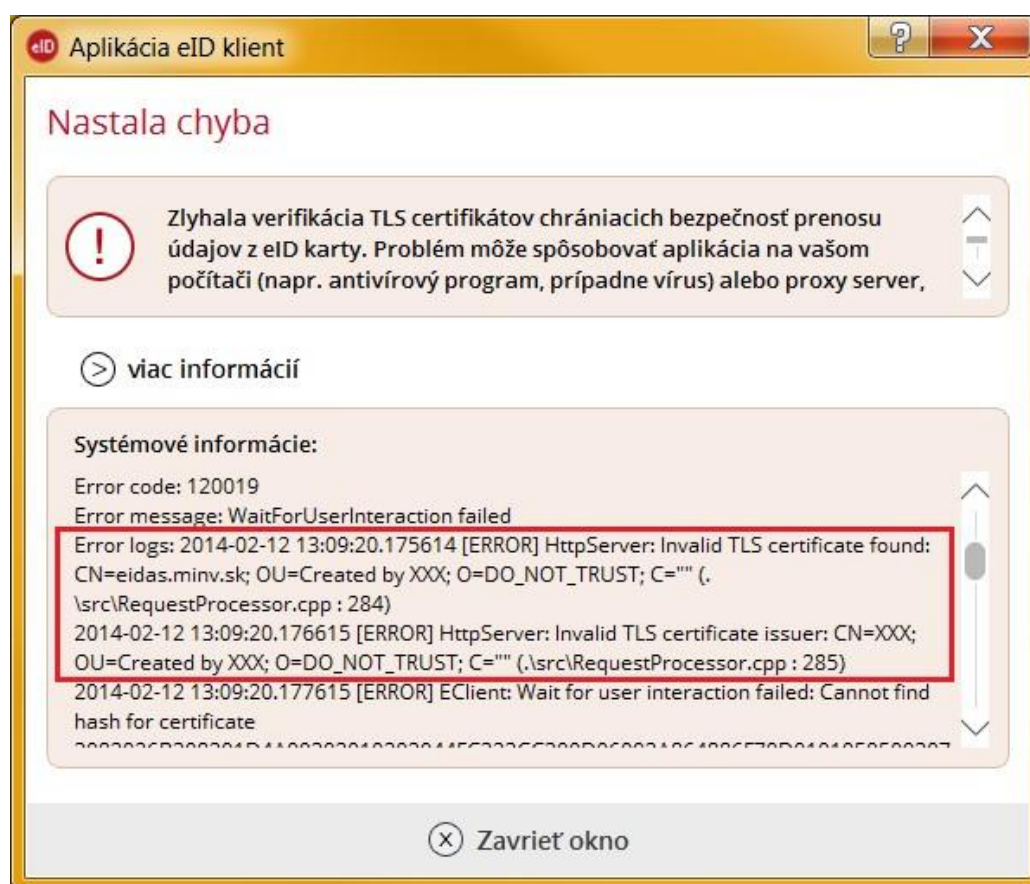 eID Aplikácia eID klient
Nastala chyba
Zlyhala verifikácia TLS certifikátov chrániacich bezpečnosť prenosu
údajov z eID karty. Problém môže spôsobovať aplikácia na vašom
počítači (napr. antivírový program, prípadne vírus) alebo proxy server,
viac informácií
Systémové informácie:
Error code: 120019
Error message: WaitForUserInteraction failed
Error logs: 2014-02-12 13:09:20.175614 [ERROR] HttpServer: Invalid TLS certificate found:
CN=eidas.minv.sk; OU=Created by XXX; O=DO_NOT_TRUST; C="" (.
\src\RequestProcessor.cpp : 284)
2014-02-12 13:09:20.176615 [ERROR] HttpServer: Invalid TLS certificate issuer: CN=XXX;
OU=Created by XXX; O=DO_NOT_TRUST; C="" (.\src\RequestProcessor.cpp : 285)
2014-02-12 13:09:20.177615 [ERROR] EClient: Wait for user interaction failed: Cannot find
hash for certificate
Zavrieť okno